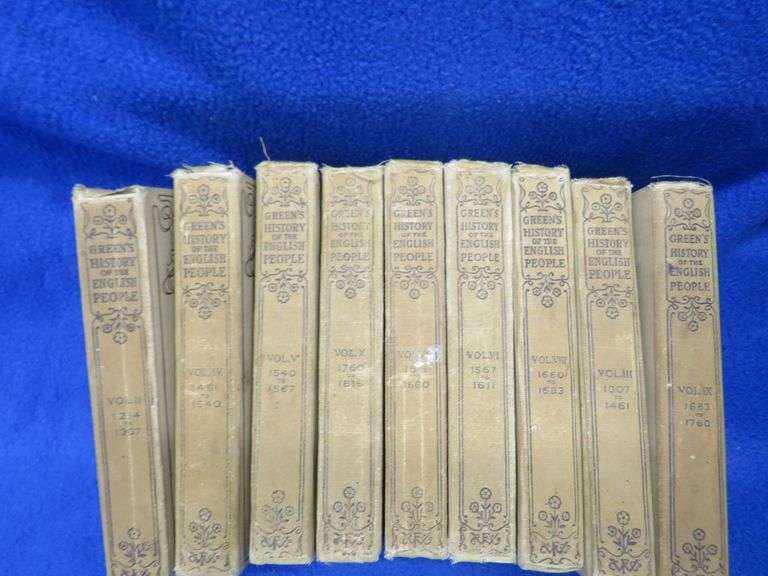 GREEN'S
HISTORY
OF THE
ENGLISH
PEOPLE
VOL. II
1214
TO
1307
GREEN'S
HISTORY
OF THE
ENGLISH
PEOPLE
VOL. IV
1461
TO
1540
GREEN'S
HISTORY
OF THE
ENGLISH
PEOPLE
VOL. V
1540
TO
1567
GREEN'S
HISTORY
OF THE
ENGLISH
PEOPLE
VOL. X
1760
TO
1815
GREEN'S
HISTORY
OF THE
ENGLISH
PEOPLE
VOL.
1660
GREEN'S
HISTORY
OF THE
ENGLISH
PEOPLE
VOL. VI
1567
TO
1611
GREEN'S
HISTORY
OF THE
ENGLISH
PEOPLE
VOL. VIII
1660
TO
1683
GREEN'S
HISTORY
OF THE
ENGLISH
PEOPLE
VOL. III
1307
TO
1461
GREEN'S
HISTORY
OF THE
ENGLISH
PEOPLE
VOL. IX
1683
TO
1760